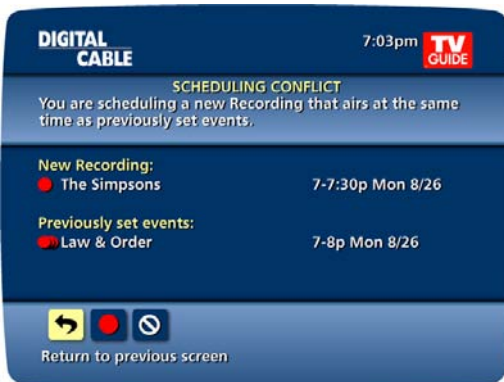 DIGITAL
CABLE
7:03pm
TV
GUIDE
SCHEDULING CONFLICT
You are scheduling a new Recording that airs at the same
time as previously set events.
New Recording:
The Simpsons 7-7:30p Mon 8/26
Previously set events:
Law & Order 7-8p Mon 8/26
Return to previous screen